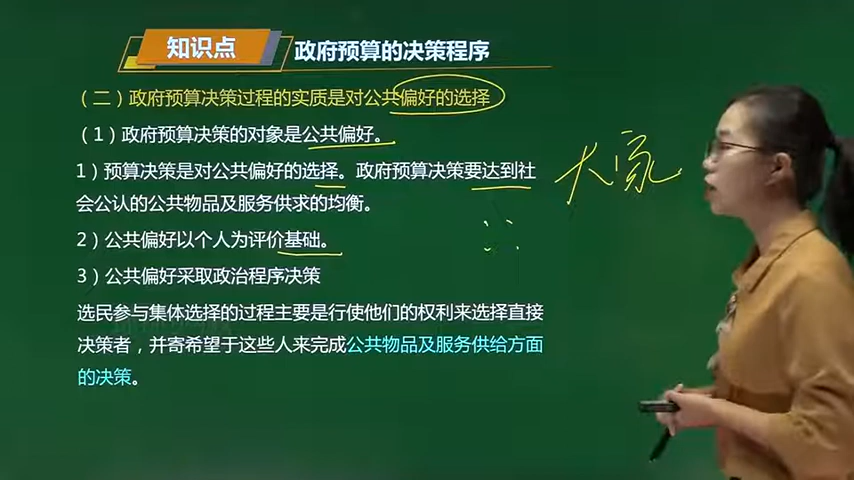 知识点
政府预算的决策程序
（二）政府预算决策过程的实质是对公共偏好的选择
（1）政府预算决策的对象是公共偏好。
1）预算决策是对公共偏好的选择。政府预算决策要达到社
会公认的公共物品及服务供求的均衡。
大家
2）公共偏好以个人为评价基础。
3）公共偏好采取政治程序决策
选民参与集体选择的过程主要是行使他们的权利来选择直接
决策者，并寄希望于这些人来完成公共物品及服务供给方面
的决策。